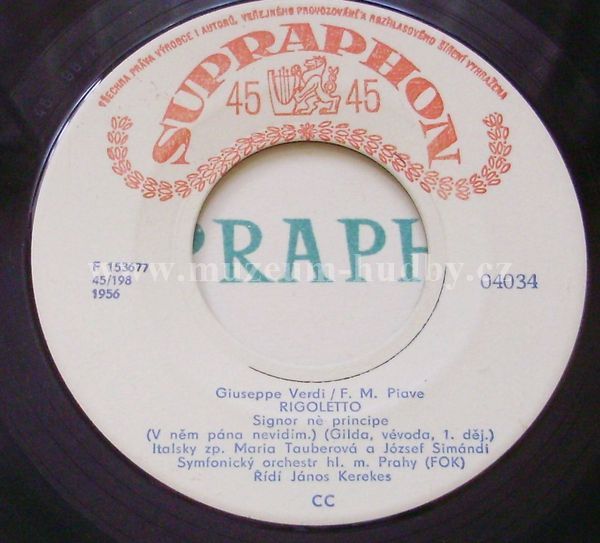 VŠECHNA PRÁVA VÝROBCE I AUTORŮ, VEŘEJNÉHO PROVOZOVÁNÍ A ROZHLASOVÉHO ŠÍŘENÍ VYHRAŽENA
SUPRAPHON
45 45
PRAPH
F 153677
45/198
1956
www.muzeum-hudby.cz
04034
Giuseppe Verdi / F. M. Piave
RIGOLETTO
Signor nè principe
(V něm pána nevidím.) (Gilda, vévoda, 1. děj.)
Italsky zp. Maria Tauberová a József Simándi
Symfonický orchestr hl. m. Prahy (FOK)
Řídí János Kerekes
CC